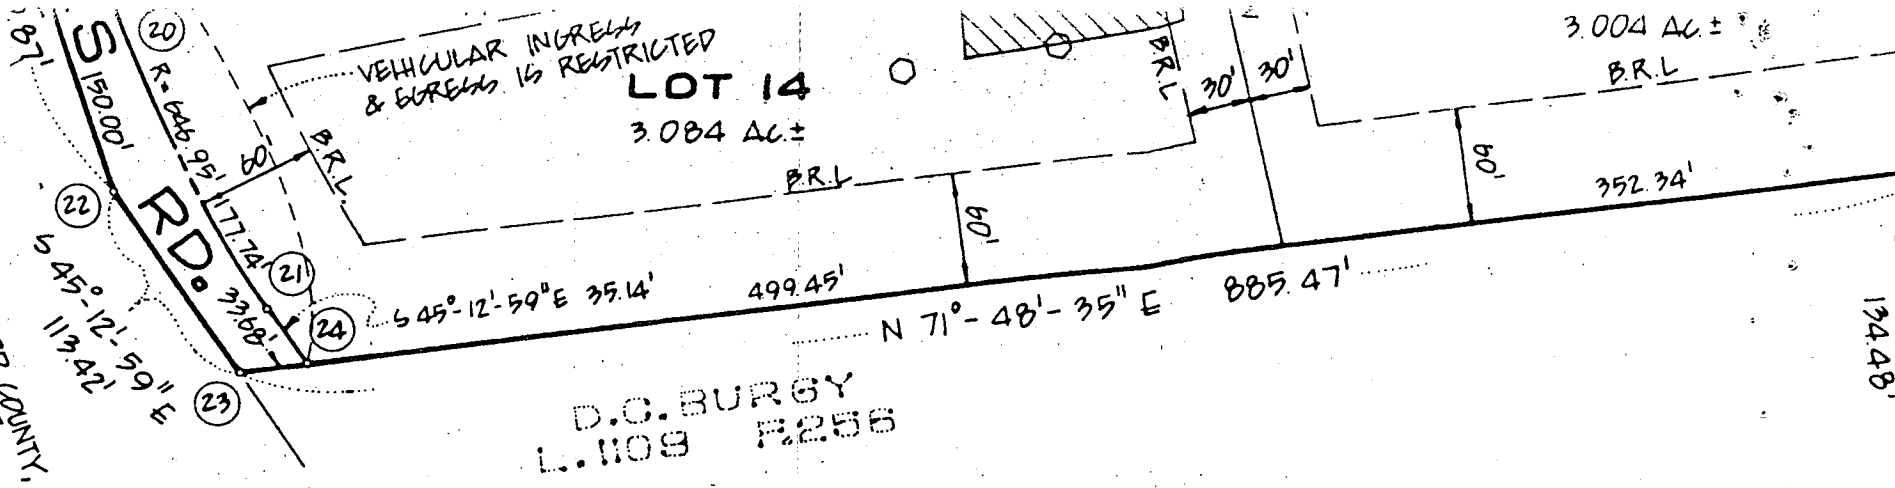 87'
S
150.00'
20
R= 646.95'
177.74'
VEHICULAR INGRESS
& EGRESS IS RESTRICTED
LOT 14
3.084 Ac.±
3.004 Ac.±
B.R.L.
B.R.L
B.R.L
B.R.L
30'
30'
60'
60'
60'
352.34'
22
RD.
21
33.68'
24
S 45°-12'-59" E 35.14'
499.45'
N 71°-48'-35" E
885.47'
S 45°-12'-59" E
113.42'
23
COUNTY,
134.48'
D.C. BURGY
L.1109 P.256